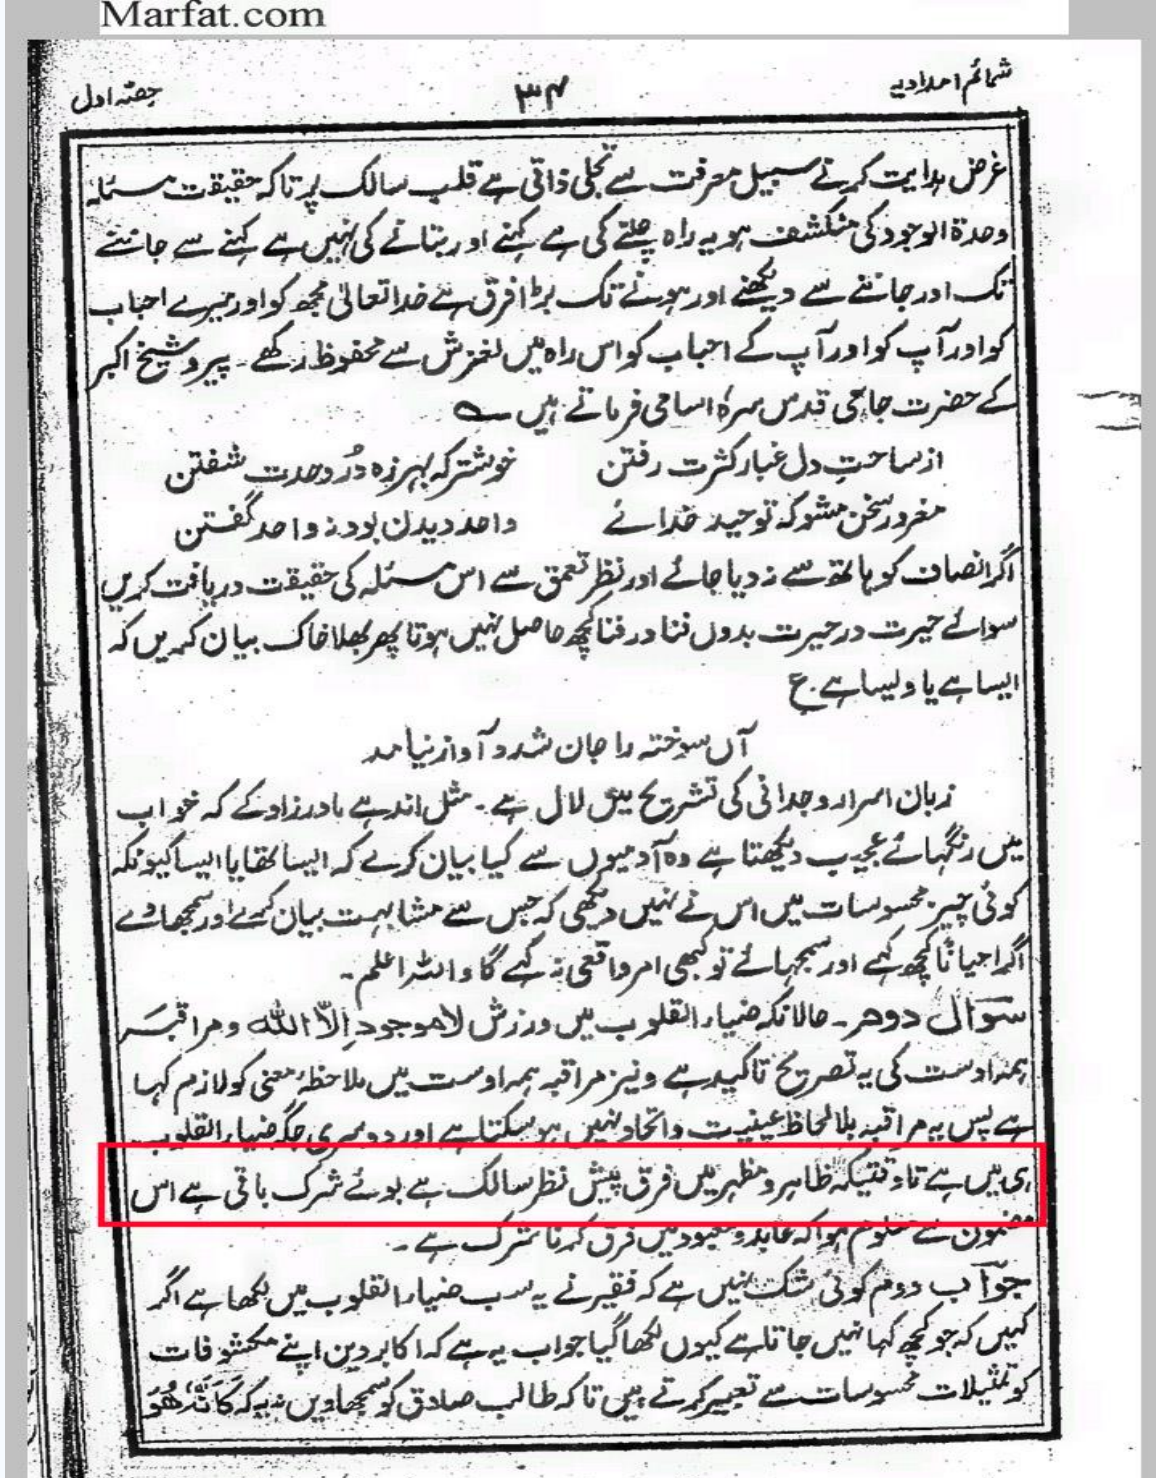 Marfat.com
شمائم امدادیہ ۳۴ حصّہ اول
غرض ہدایت کرنے سبیل معرفت سے تجلی ذاتی ہے قلب سالک پر تاکہ حقیقت مسئلہ
وحدۃ الوجود کی منکشف ہو یہ راہ چلنے کی ہے کہنے اور بتانے کی نہیں ہے کہنے سے جاننے
تک اور جاننے سے دیکھنے اور ہونے تک بڑا فرق ہے خدا تعالیٰ مجھ کو اور میرے احباب
کو اور آپ کو اور آپ کے احباب کو اس راہ میں لغزش سے محفوظ رکھے۔ پیرو شیخ اکبر
کے حضرت جامی قدس سرہ السامی فرماتے ہیں ؎
از ساحتِ دل غبار کثرت رفتن خوشتر کہ بہرزہ دُر وحدت سفتن
مغرور سخن مشو کہ توحید خدائے واحد دیدن بود نہ واحد گفتن
اگر انصاف کو ہاتھ سے نہ دیا جائے اور نظر تعمق سے اس مسئلہ کی حقیقت دریافت کریں
سوائے حیرت در حیرت بدوں فنا در فنا کچھ حاصل نہیں ہوتا پھر بھلا خاک بیان کریں کہ
ایسا ہے یا ویسا ہے۔ ع
آں سوختہ را جان شد و آواز نیامد
زبان اسرار وجدانی کی تشریح میں لال ہے۔ مثل اندھے مادر زاد کے کہ خواب
میں رنگہائے عجیب دیکھتا ہے وہ آدمیوں سے کیا بیان کرے کہ ایسا تھا یا ایسا کیونکہ
کوئی چیز محسوسات میں اس نے نہیں دیکھی کہ جس سے مشابہت بیان کرے اور سمجھا دے
اگر احیاناً کچھ کہے اور سمجھائے تو کبھی امر واقعی نہ کہے گا واللہ اعلم۔
سوال دوم۔ حالانکہ ضیاء القلوب میں ورزش لا موجود اِلاّ اللہ و مراقبہ
ہمہ اوست کی بہ تصریح تاکید ہے و نیز مراقبہ ہمہ اوست میں ملاحظہ معنی کو لازم کہا
ہے پس یہ مراقبہ بلا لحاظ عینیت و اتحاد نہیں ہو سکتا ہے اور دوسری جگہ ضیاء القلوب
ہی میں ہے تاوقتیکہ ظاہر و مظہر میں فرق پیش نظر سالک ہے بوئے شرک باقی ہے اس
مضمون سے معلوم ہوا کہ عابد و معبود میں فرق کرنا شرک ہے۔
جواب دوم کوئی شک نہیں ہے کہ فقیر نے یہ سب ضیاء القلوب میں لکھا ہے اگر
کہیں کہ جو کچھ کہا نہیں جاتا ہے کیوں لکھا گیا جواب یہ ہے کہ اکابر دین اپنے مکشوفات
کو تمثیلات محسوسات سے تعبیر کرتے ہیں تاکہ طالب صادق کو سمجھا دیں نہ یہ کہ کَاَنَّہٗ ھُوَ